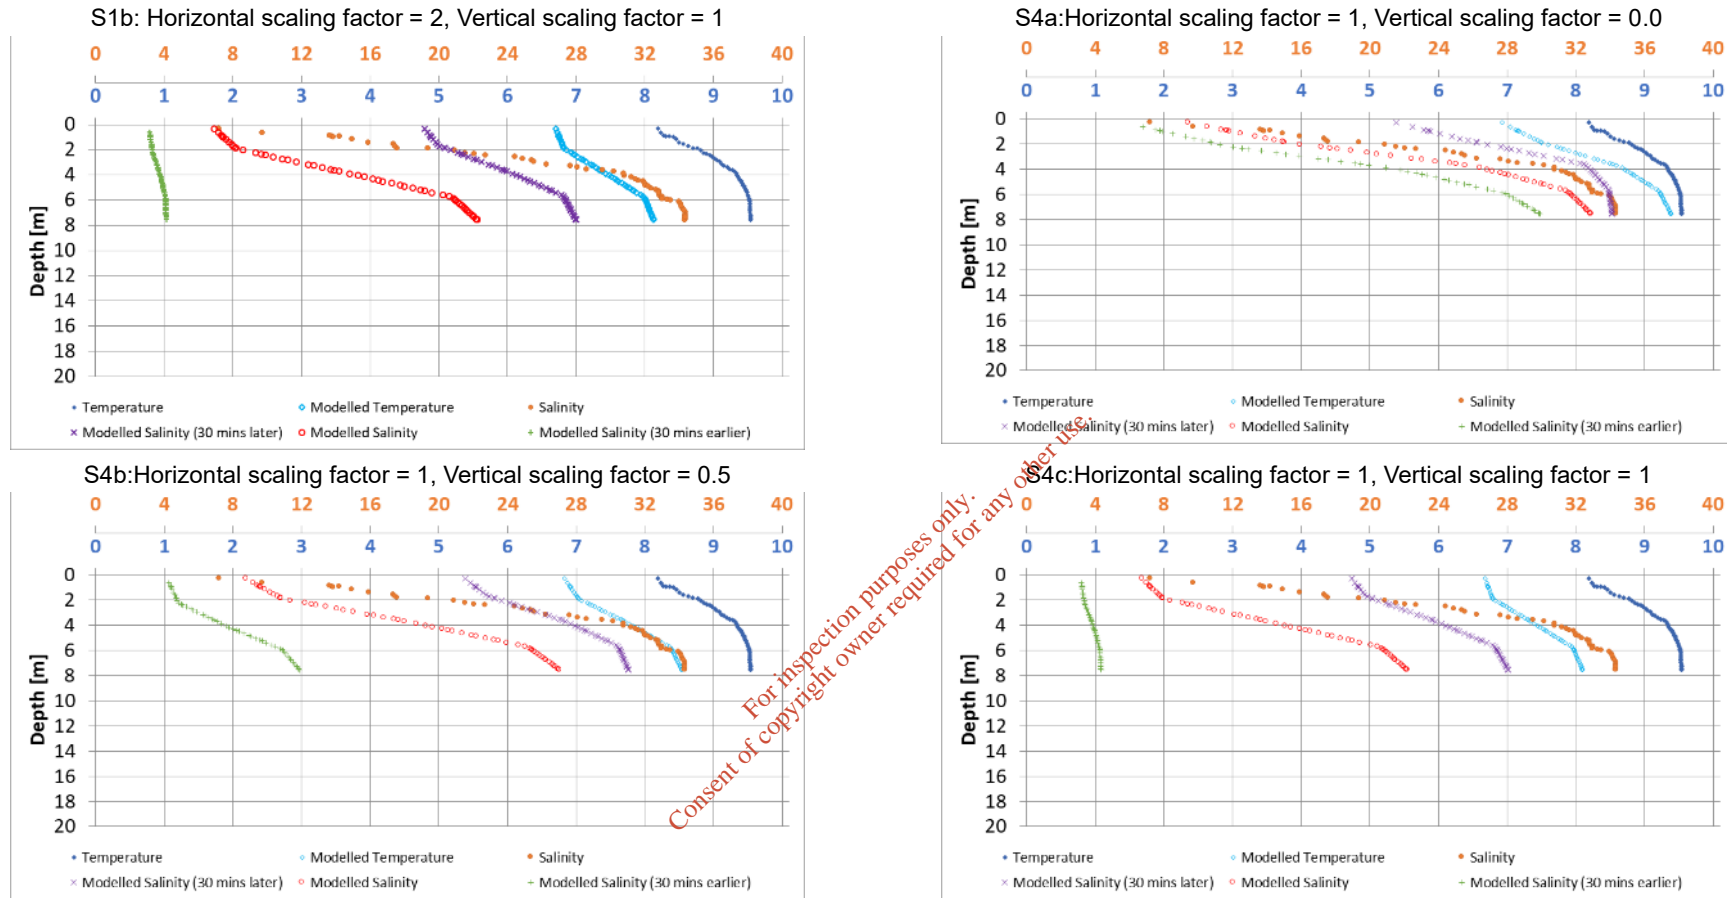 S1b: Horizontal scaling factor = 2, Vertical scaling factor = 1
0 4 8 12 16 20 24 28 32 36 40
0 1 2 3 4 5 6 7 8 9 10
0
2
4
6
8
10
12
14
16
18
20
Depth [m]
Temperature Modelled Temperature Salinity
Modelled Salinity (30 mins later) Modelled Salinity Modelled Salinity (30 mins earlier)
S4a:Horizontal scaling factor = 1, Vertical scaling factor = 0.0
0 4 8 12 16 20 24 28 32 36 40
0 1 2 3 4 5 6 7 8 9 10
0
2
4
6
8
10
12
14
16
18
20
Depth [m]
Temperature Modelled Temperature Salinity
Modelled Salinity (30 mins later) Modelled Salinity Modelled Salinity (30 mins earlier)
S4b:Horizontal scaling factor = 1, Vertical scaling factor = 0.5
0 4 8 12 16 20 24 28 32 36 40
0 1 2 3 4 5 6 7 8 9 10
0
2
4
6
8
10
12
14
16
18
20
Depth [m]
Temperature Modelled Temperature Salinity
Modelled Salinity (30 mins later) Modelled Salinity Modelled Salinity (30 mins earlier)
S4c:Horizontal scaling factor = 1, Vertical scaling factor = 1
0 4 8 12 16 20 24 28 32 36 40
0 1 2 3 4 5 6 7 8 9 10
0
2
4
6
8
10
12
14
16
18
20
Depth [m]
Temperature Modelled Temperature Salinity
Modelled Salinity (30 mins later) Modelled Salinity Modelled Salinity (30 mins earlier)
For inspection purposes only.
Consent of copyright owner required for any other use.